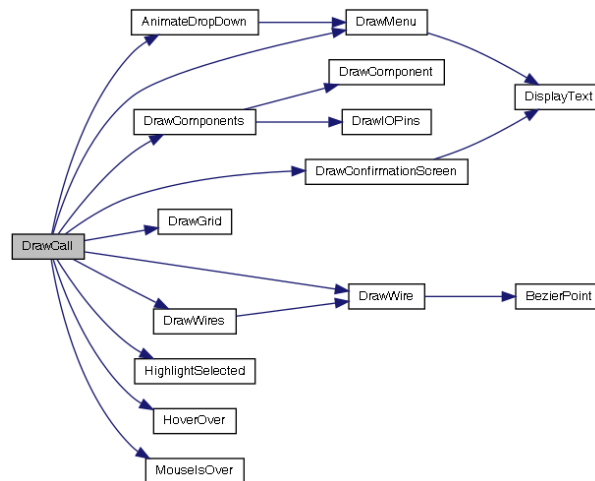 AnimateDropDown
DrawMenu
DrawComponent
DisplayText
DrawComponents
DrawIOPins
DrawConfirmationScreen
DrawGrid
DrawCall
DrawWire
BezierPoint
DrawWires
HighlightSelected
HoverOver
MouseIsOver